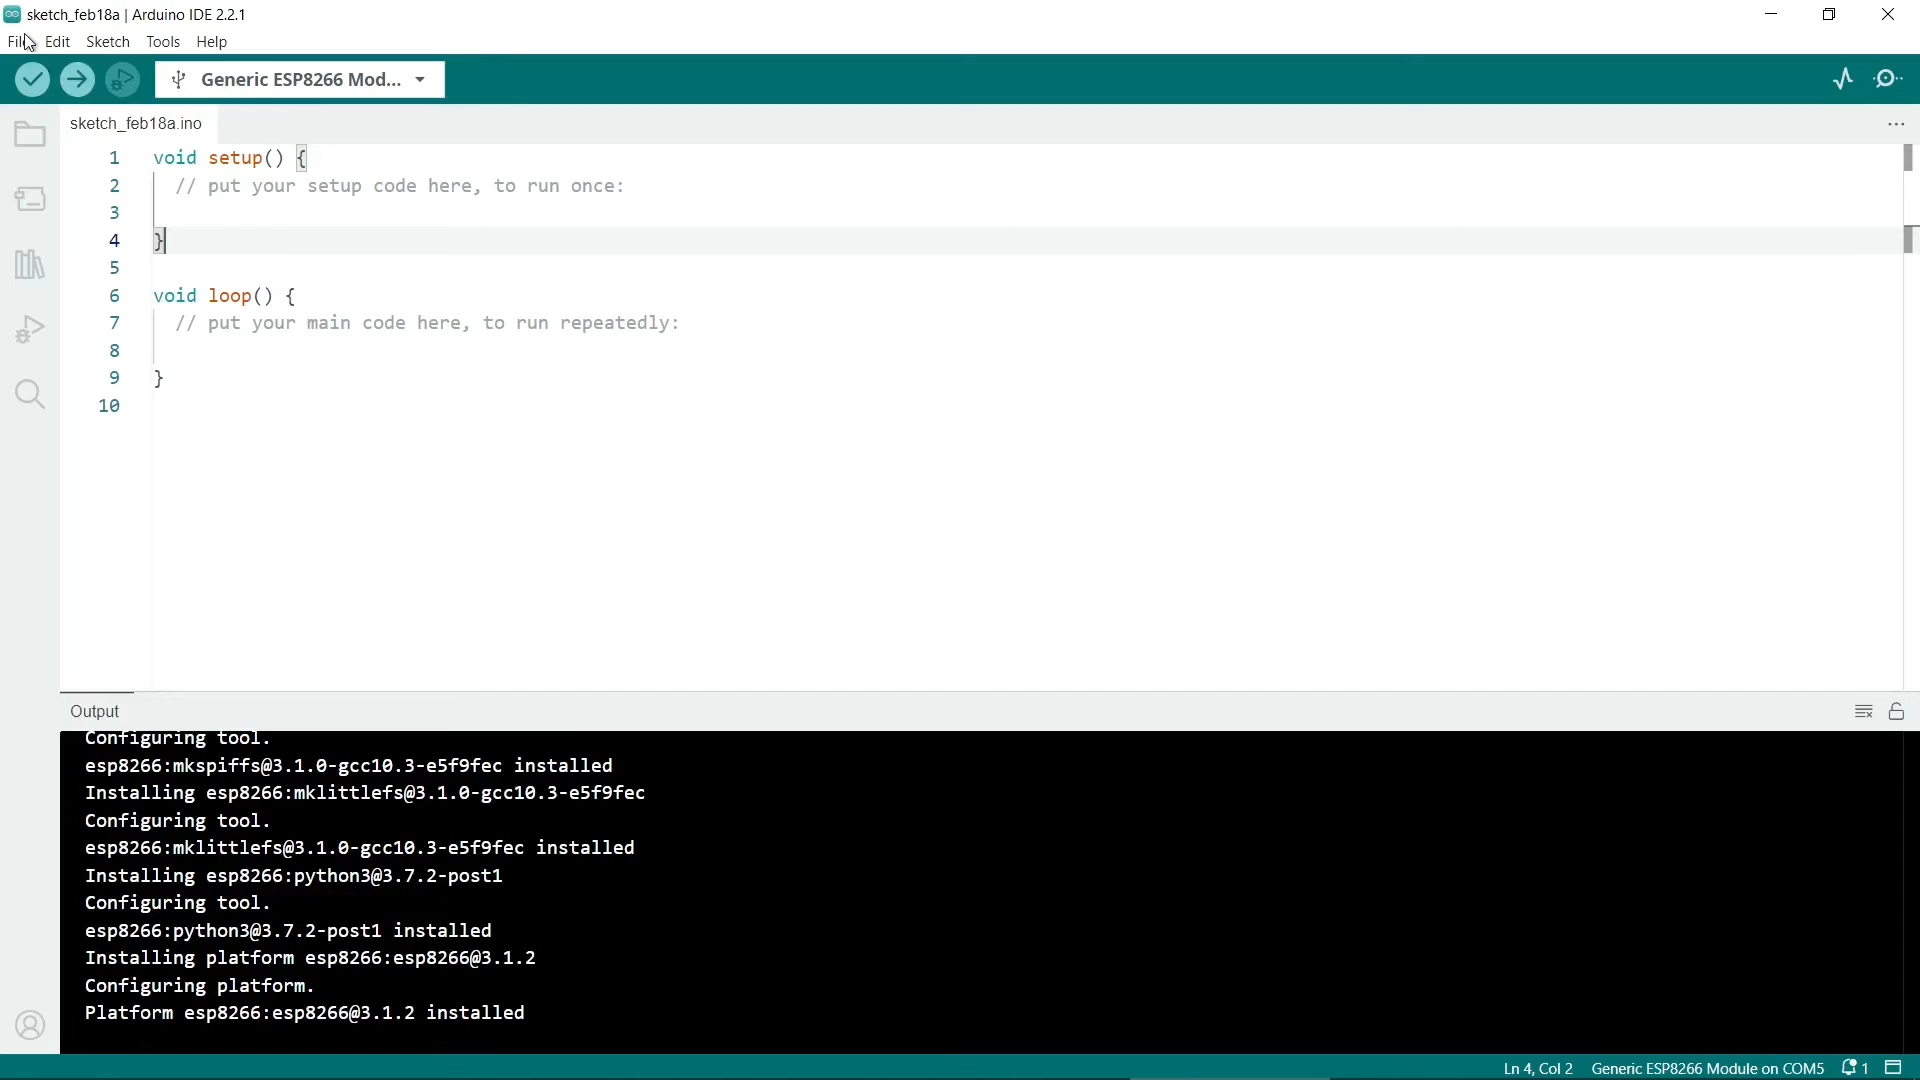 sketch_feb18a | Arduino IDE 2.2.1
File Edit Sketch Tools Help
Generic ESP8266 Mod...
sketch_feb18a.ino
1 void setup() {
2 // put your setup code here, to run once:
3
4 }
5
6 void loop() {
7 // put your main code here, to run repeatedly:
8
9 }
10
Output
Configuring tool.
esp8266:mkspiffs@3.1.0-gcc10.3-e5f9fec installed
Installing esp8266:mklittlefs@3.1.0-gcc10.3-e5f9fec
Configuring tool.
esp8266:mklittlefs@3.1.0-gcc10.3-e5f9fec installed
Installing esp8266:python3@3.7.2-post1
Configuring tool.
esp8266:python3@3.7.2-post1 installed
Installing platform esp8266:esp8266@3.1.2
Configuring platform.
Platform esp8266:esp8266@3.1.2 installed
Ln 4, Col 2 Generic ESP8266 Module on COM5 1